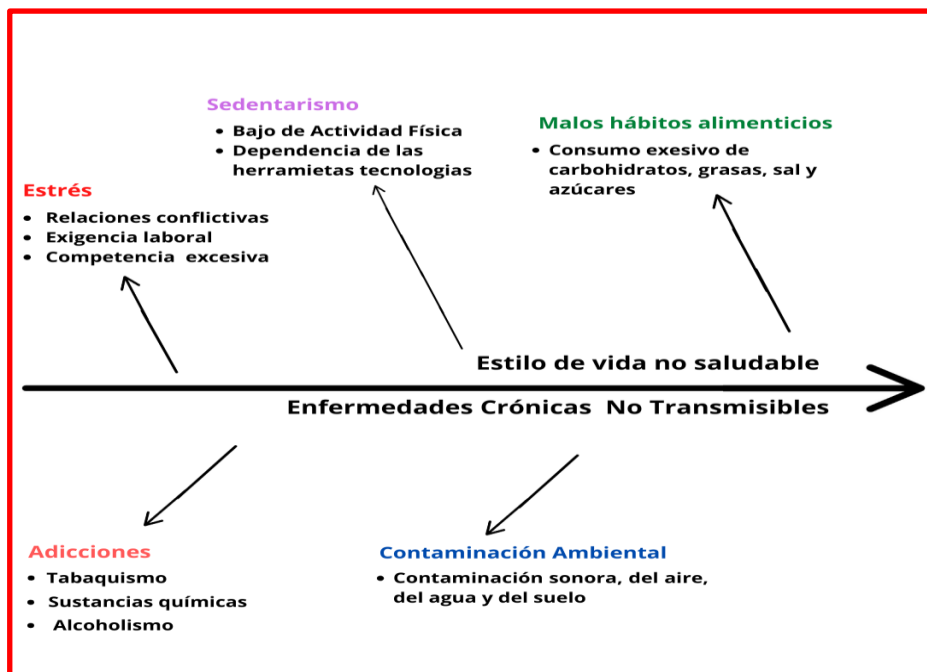 Sedentarismo
• Bajo de Actividad Física
• Dependencia de las
herramietas tecnologias
Malos hábitos alimenticios
• Consumo exesivo de
carbohidratos, grasas, sal y
azúcares
Estrés
• Relaciones conflictivas
• Exigencia laboral
• Competencia excesiva
Estilo de vida no saludable
Enfermedades Crónicas No Transmisibles
Adicciones
• Tabaquismo
• Sustancias químicas
• Alcoholismo
Contaminación Ambiental
• Contaminación sonora, del aire,
del agua y del suelo